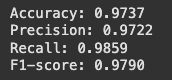 Accuracy: 0.9737
Precision: 0.9722
Recall: 0.9859
F1-score: 0.9790